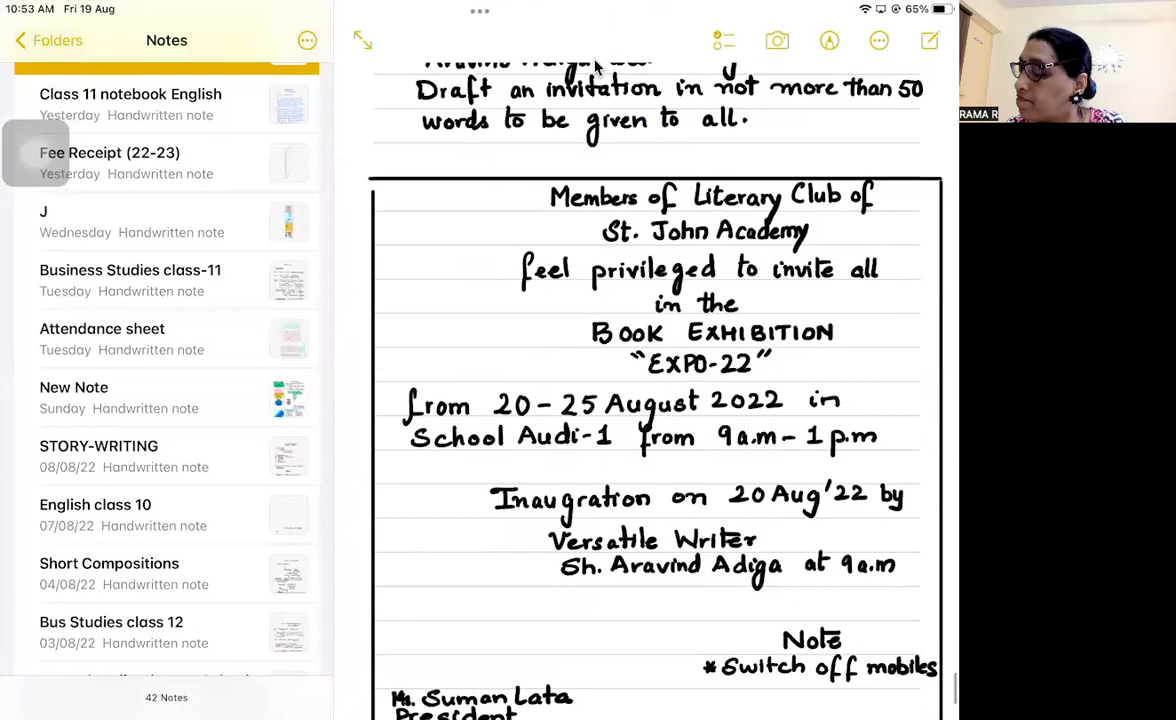 10:53 AM Fri 19 Aug
65%
Folders
Notes
Class 11 notebook English
Yesterday Handwritten note
Fee Receipt (22-23)
Yesterday Handwritten note
J
Wednesday Handwritten note
Business Studies class-11
Tuesday Handwritten note
Attendance sheet
Tuesday Handwritten note
New Note
Sunday Handwritten note
STORY-WRITING
08/08/22 Handwritten note
English class 10
07/08/22 Handwritten note
Short Compositions
04/08/22 Handwritten note
Bus Studies class 12
03/08/22 Handwritten note
42 Notes
Draft an invitation in not more than 50
words to be given to all.
Members of Literary Club of
St. John Academy
feel privileged to invite all
in the
BOOK EXHIBITION
"EXPO-22"
from 20-25 August 2022 in
School Audi-1 from 9a.m-1 p.m
Inaugration on 20 Aug'22 by
Versatile Writer
Sh. Aravind Adiga at 9a.m
Note
* Switch off mobiles
Ms. Suman Lata
President
RAMA R